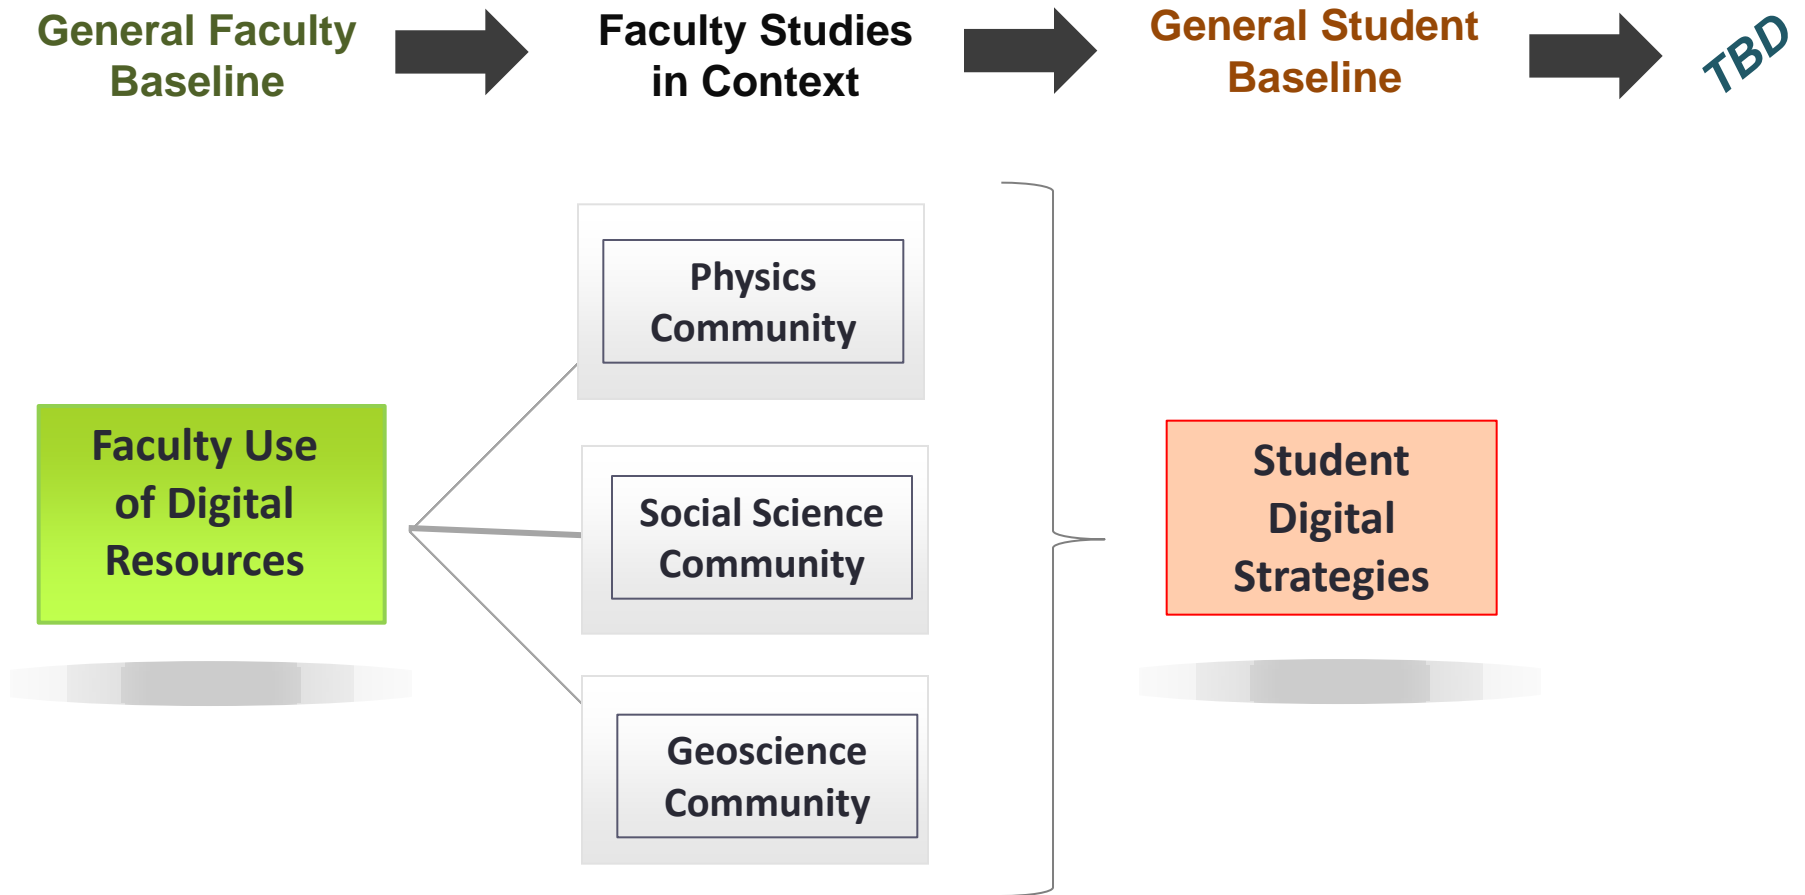 General Faculty
Baseline
Faculty Studies
in Context
General Student
Baseline
TBD
Physics
Community
Faculty Use
of Digital
Resources
Social Science
Community
Geoscience
Community
Student
Digital
Strategies